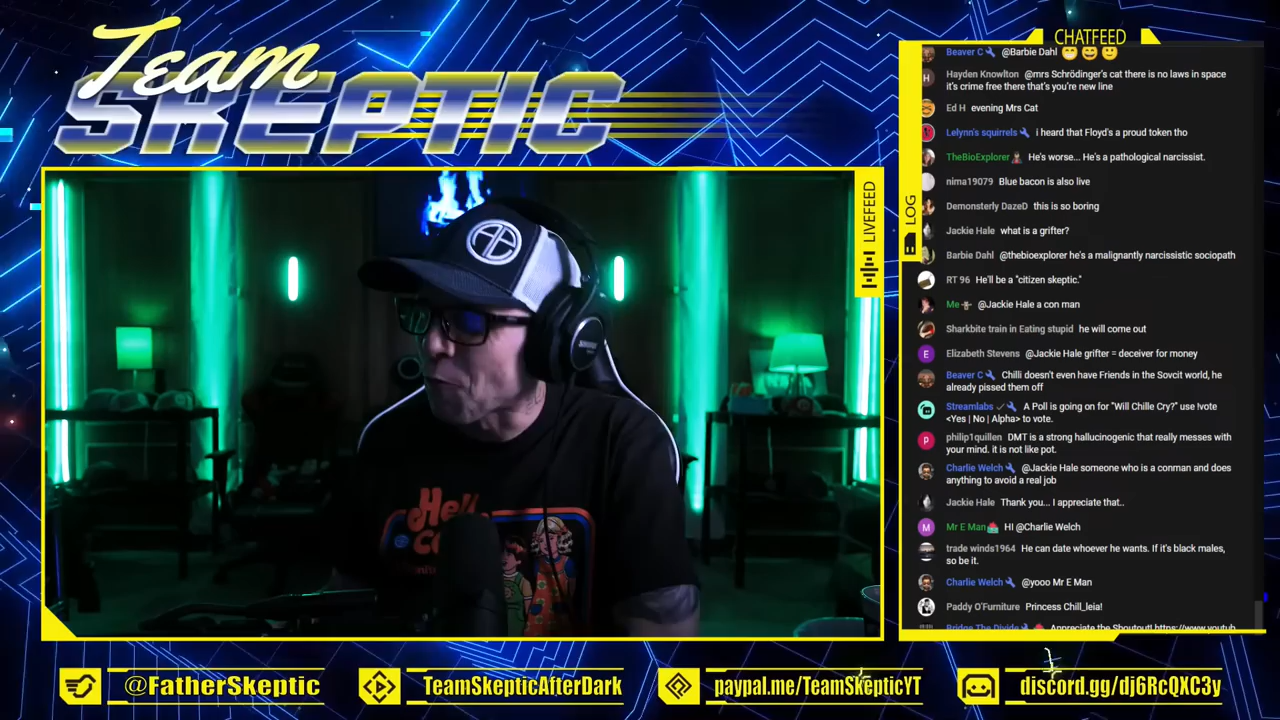 Team
SKEPTIC
LIVEFEED
CHATFEED
LOG
Beaver C @Barbie Dahl
Hayden Knowlton @mrs Schrödinger's cat there is no laws in space
it's crime free there that's you're new line
Ed H evening Mrs Cat
Lelynn's squirrels i heard that Floyd's a proud token tho
TheBioExplorer He's worse... He's a pathological narcissist.
nima19079 Blue bacon is also live
Demonsterly DazeD this is so boring
Jackie Hale what is a grifter?
Barbie Dahl @thebioexplorer he's a malignantly narcissistic sociopath
RT 96 He'll be a "citizen skeptic."
Me @Jackie Hale a con man
Sharkbite train in Eating stupid he will come out
E
Elizabeth Stevens @Jackie Hale grifter = deceiver for money
Beaver C Chilli doesn't even have Friends in the Sovcit world, he
already pissed them off
Streamlabs A Poll is going on for "Will Chille Cry?" use !vote
<Yes | No | Alpha> to vote.
philip1quillen DMT is a strong hallucinogenic that really messes with
your mind. it is not like pot.
Charlie Welch @Jackie Hale someone who is a conman and does
anything to avoid a real job
Jackie Hale Thank you... I appreciate that..
Mr E Man HI @Charlie Welch
trade winds1964 He can date whoever he wants. If it's black males,
so be it.
Charlie Welch @yooo Mr E Man
Paddy O'Furniture Princess Chill_leia!
Bridge The Divide Appreciate the Shoutout! https://www.youtub
@FatherSkeptic
TeamSkepticAfterDark
paypal.me/TeamSkepticYT
discord.gg/dj6RcQXC3y